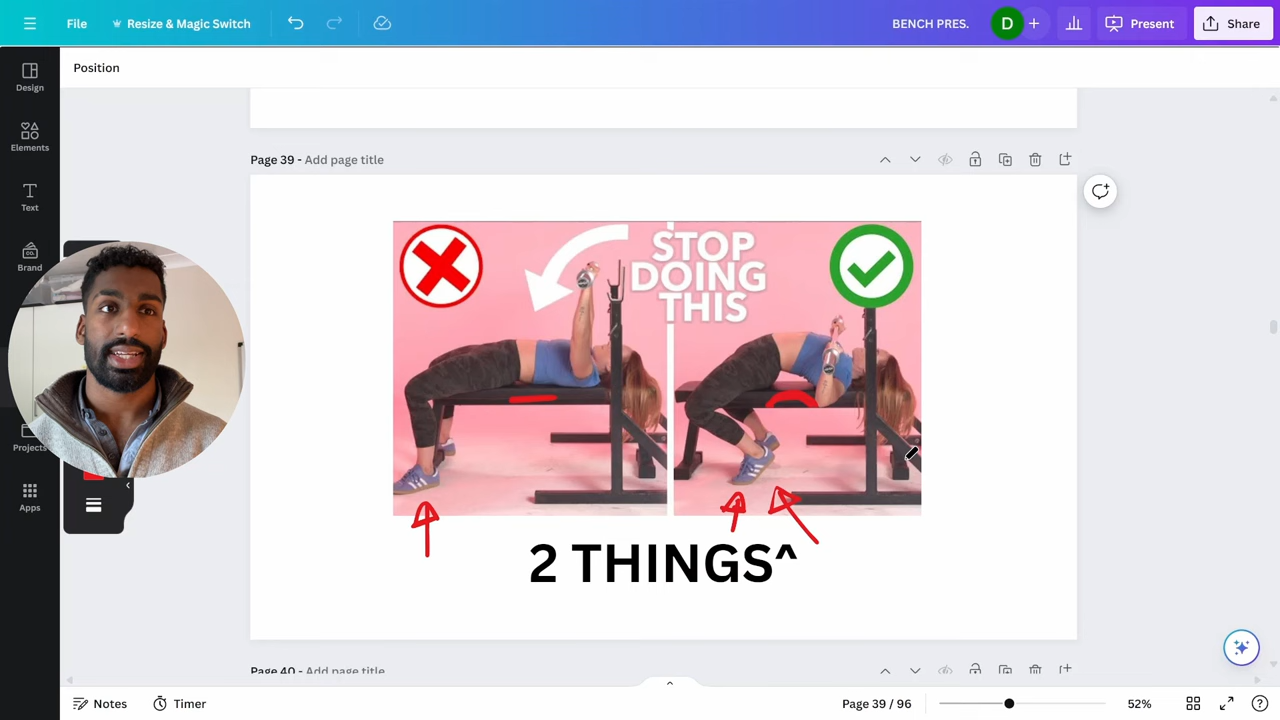 File
Resize & Magic Switch
BENCH PRES.
D
+
Present
Share
Position
Design
Elements
Text
Brand
Projects
Apps
Page 39 - Add page title
STOP
DOING
THIS
2 THINGS^
Page 40 - Add page title
Notes
Timer
Page 39 / 96
52%